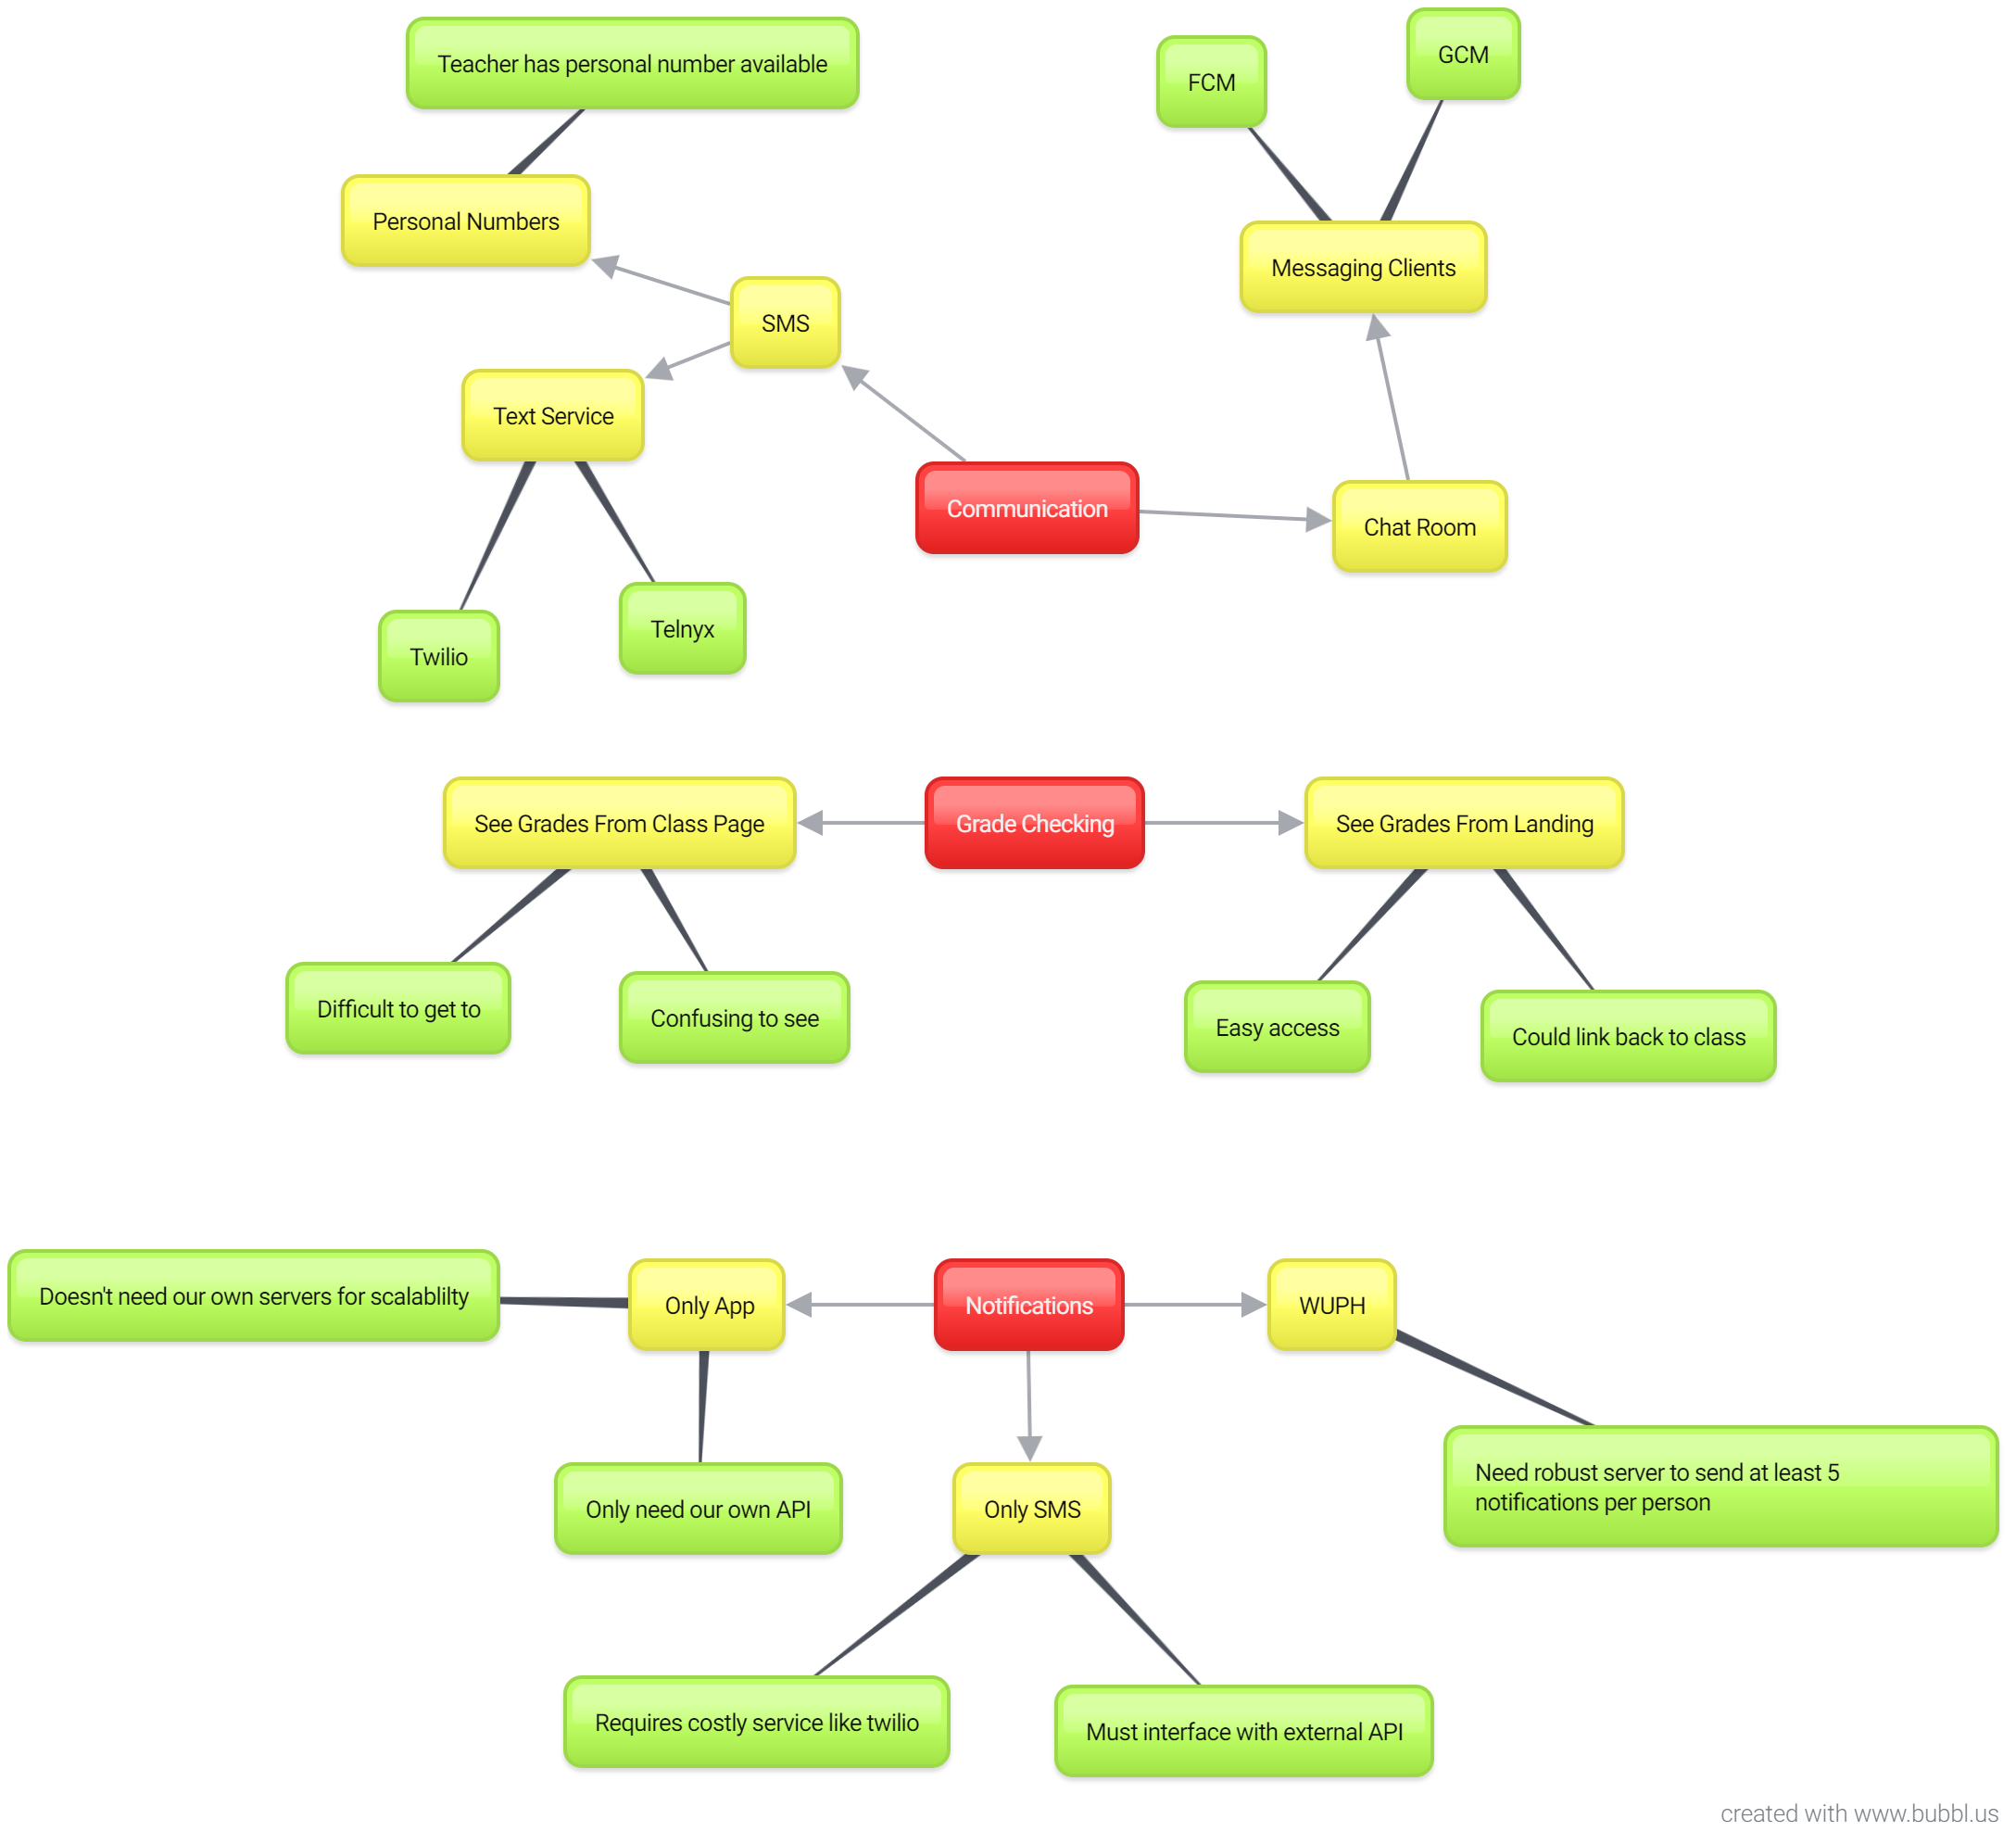 Teacher has personal number available
FCM
GCM
Personal Numbers
Messaging Clients
SMS
Text Service
Communication
Chat Room
Twilio
Telnyx
See Grades From Class Page
Grade Checking
See Grades From Landing
Difficult to get to
Confusing to see
Easy access
Could link back to class
Doesn't need our own servers for scalablilty
Only App
Notifications
WUPH
Need robust server to send at least 5
notifications per person
Only need our own API
Only SMS
Requires costly service like twilio
Must interface with external API
created with www.bubbl.us